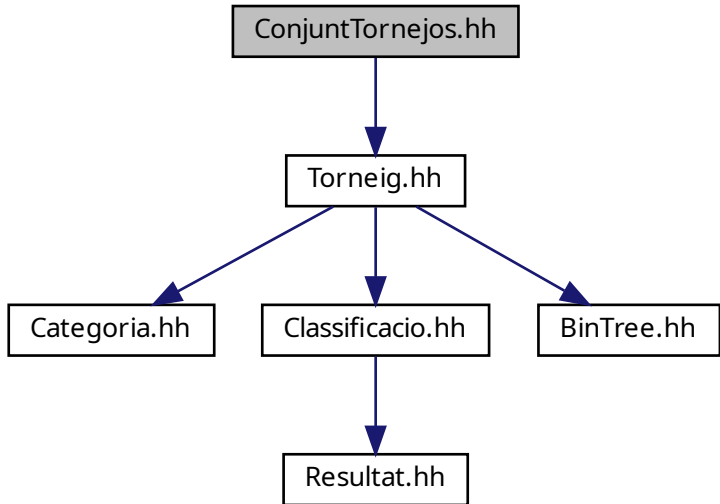 ConjuntTornejos.hh
Torneig.hh
Categoria.hh
Classificacio.hh
BinTree.hh
Resultat.hh